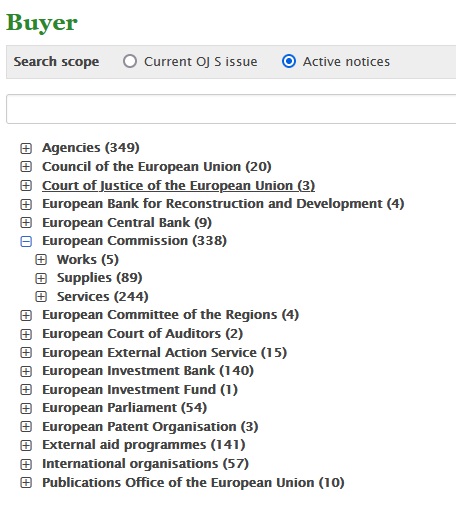 Buyer
Search scope Current OJ S issue Active notices
Agencies (349)
Council of the European Union (20)
Court of Justice of the European Union (3)
European Bank for Reconstruction and Development (4)
European Central Bank (9)
European Commission (338)
Works (5)
Supplies (89)
Services (244)
European Committee of the Regions (4)
European Court of Auditors (2)
European External Action Service (15)
European Investment Bank (140)
European Investment Fund (1)
European Parliament (54)
European Patent Organisation (3)
External aid programmes (141)
International organisations (57)
Publications Office of the European Union (10)